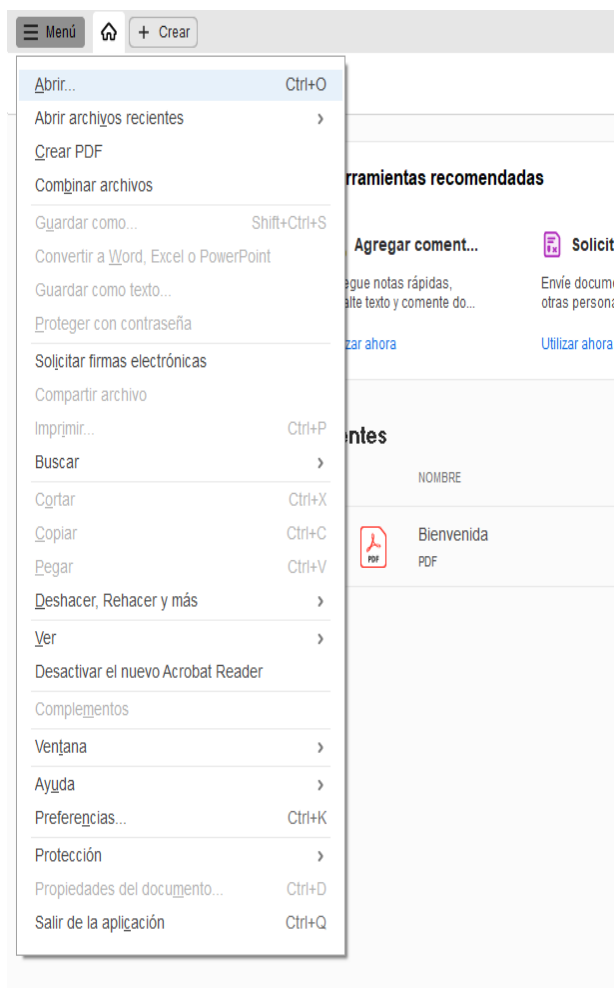 Menú
Crear
Abrir... Ctrl+O
Abrir archivos recientes
Crear PDF
Combinar archivos
Guardar como... Shift+Ctrl+S
Convertir a Word, Excel o PowerPoint
Guardar como texto...
Proteger con contraseña
Solicitar firmas electrónicas
Compartir archivo
Imprimir... Ctrl+P
Buscar
Cortar Ctrl+X
Copiar Ctrl+C
Pegar Ctrl+V
Deshacer, Rehacer y más
Ver
Desactivar el nuevo Acrobat Reader
Complementos
Ventana
Ayuda
Preferencias... Ctrl+K
Protección
Propiedades del documento... Ctrl+D
Salir de la aplicación Ctrl+Q
rramientas recomendadas
Agregar coment...
egue notas rápidas,
alte texto y comente do...
zar ahora
Solicit
Envíe docume
otras persona
Utilizar ahora
entes
NOMBRE
PDF
Bienvenida
PDF